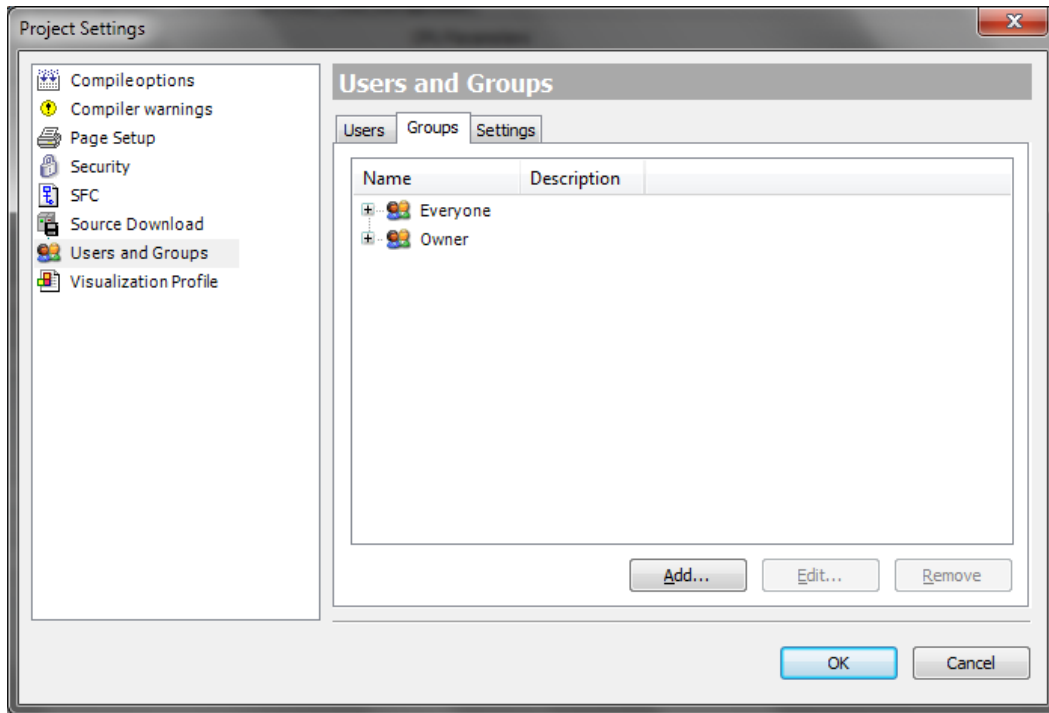 Project Settings
Compileoptions
Compiler warnings
Page Setup
Security
SFC
Source Download
Users and Groups
Visualization Profile
Users and Groups
Users Groups Settings
Name Description
Everyone
Owner
Add... Edit... Remove
OK Cancel